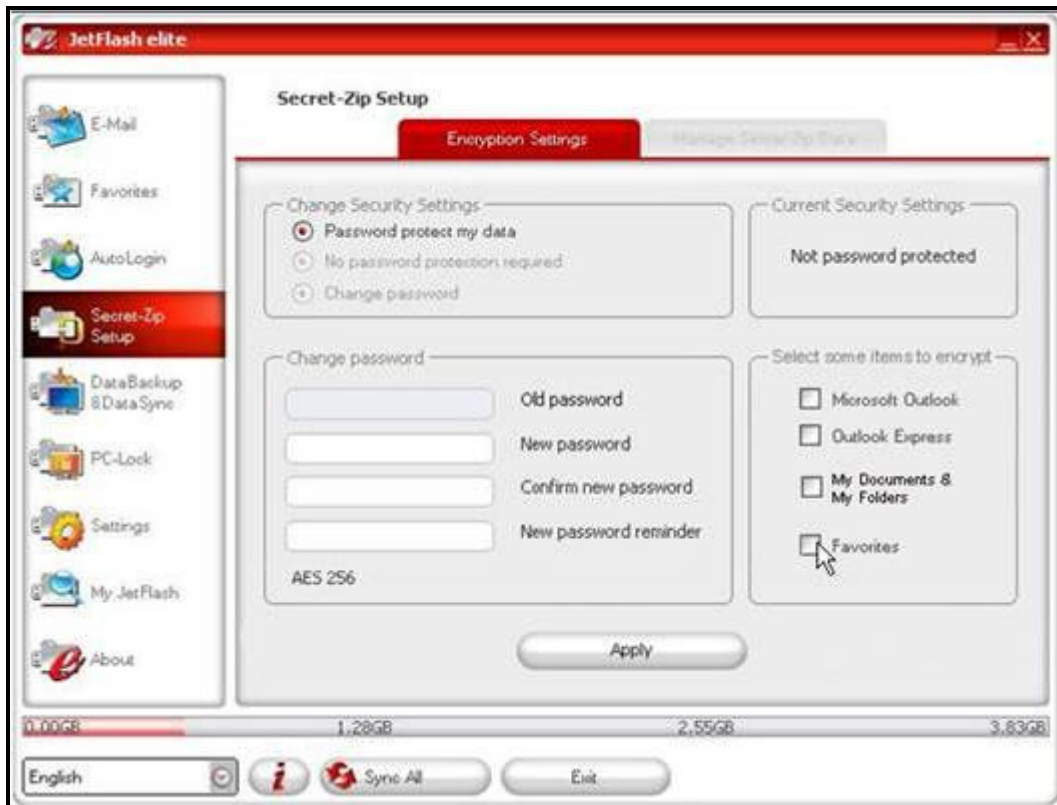 JetFlash elite
E-Mail
Favorites
AutoLogin
Secret-Zip
Setup
DataBackup
&DataSync
PC-Lock
Settings
My JetFlash
About
Secret-Zip Setup
Encryption Settings
Manage Secret-Zip Data
Change Security Settings
Password protect my data
No password protection required
Change password
Current Security Settings
Not password protected
Change password
Old password
New password
Confirm new password
New password reminder
AES 256
Select some items to encrypt
Microsoft Outlook
Outlook Express
My Documents &
My Folders
Favorites
Apply
0.00GB 1.28GB 2.55GB 3.83GB
English
i
Sync All
Exit